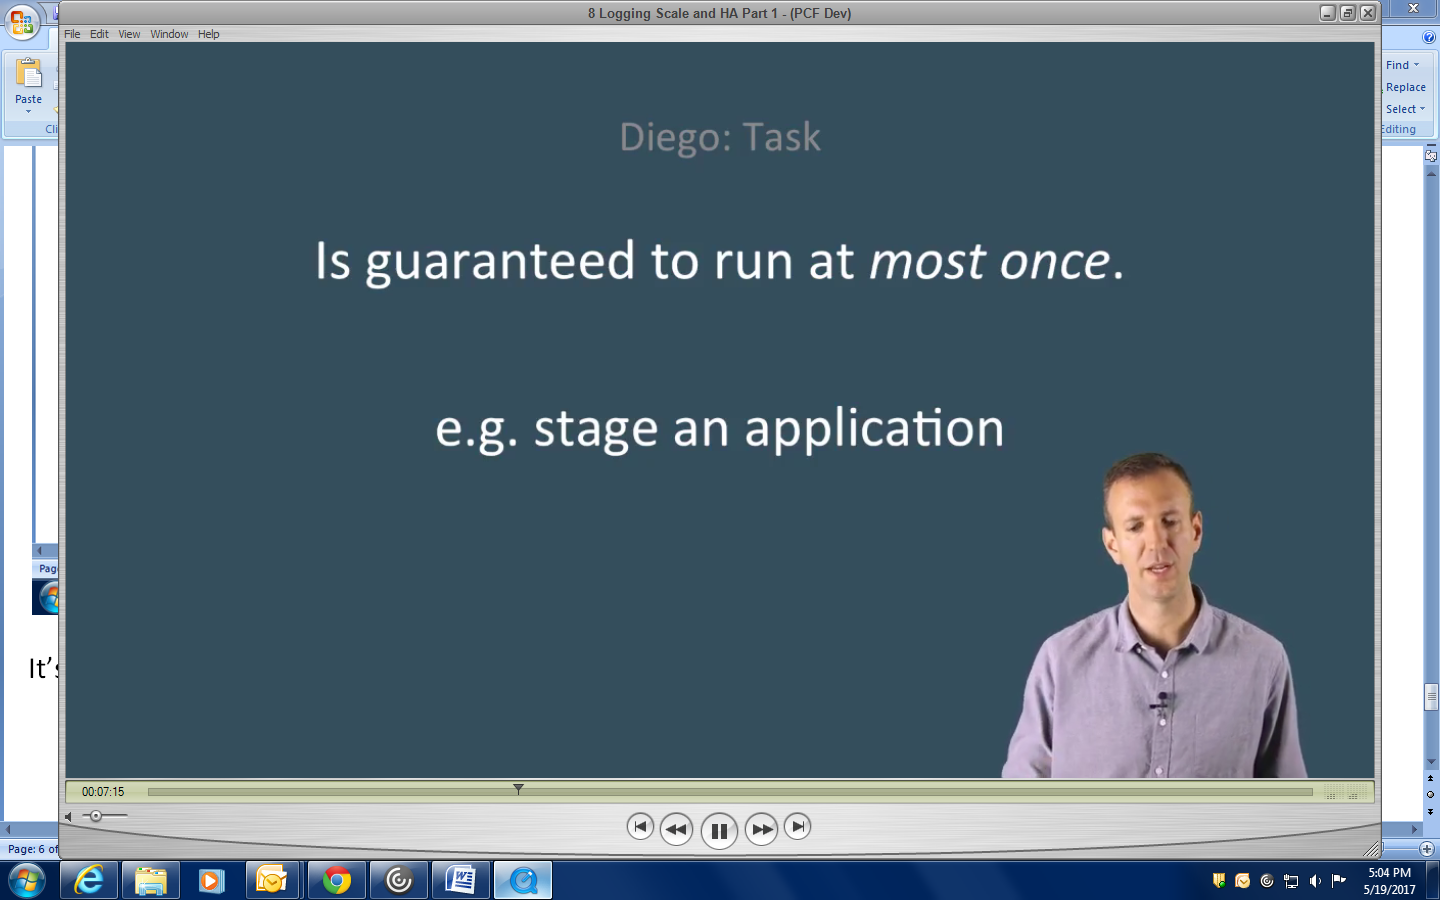 8 Logging Scale and HA Part 1 - (PCF Dev)
File Edit View Window Help
Paste
Find
Replace
Select
Editing
Diego: Task
Is guaranteed to run at most once.
e.g. stage an application
It's
00:07:15
Page: 6 of
5:04 PM
5/19/2017